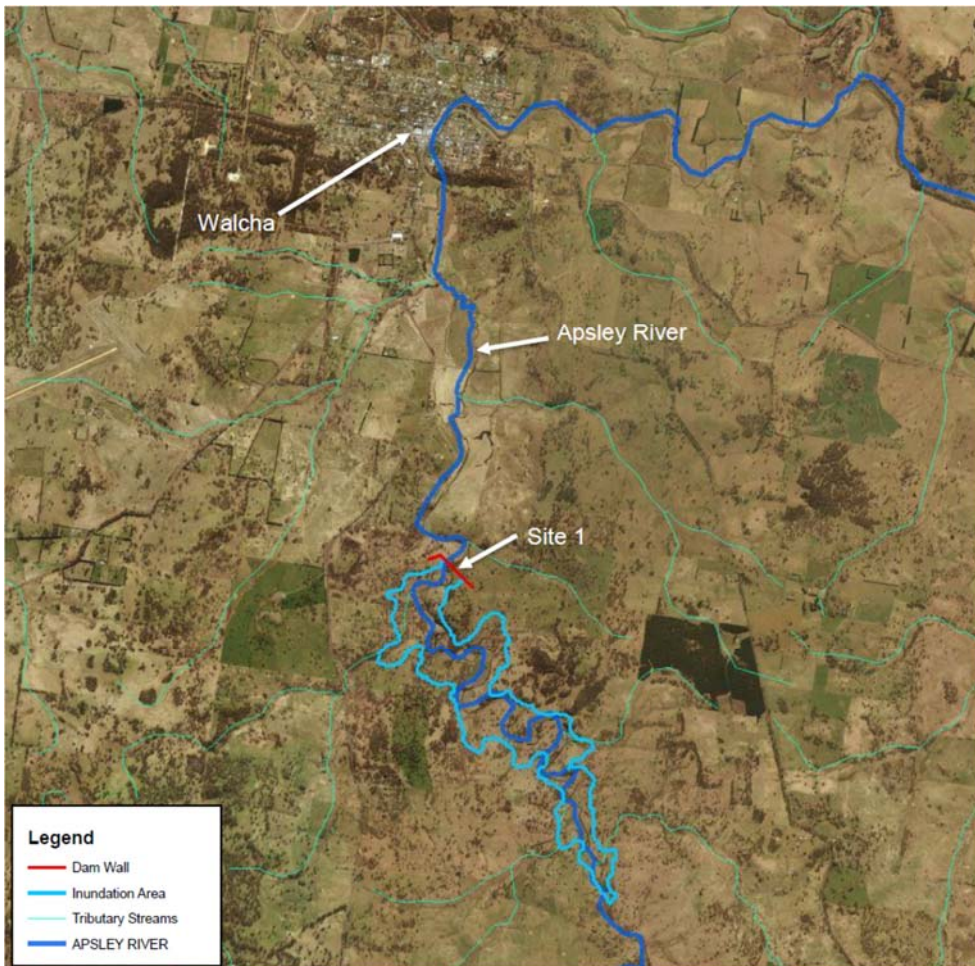 Walcha
Apsley River
Site 1
Legend
Dam Wall
Inundation Area
Tributary Streams
APSLEY RIVER